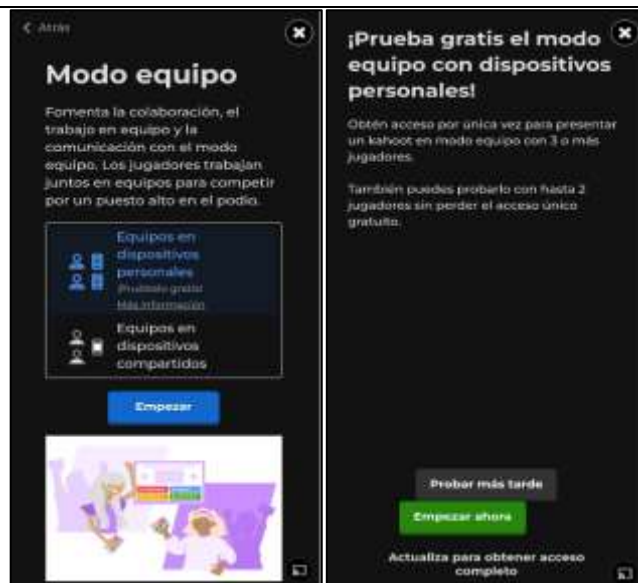 Atrás
Modo equipo
Fomenta la colaboración, el
trabajo en equipo y la
comunicación con el modo
equipo. Los jugadores trabajan
juntos en equipos para competir
por un puesto alto en el podio.
Equipos en
dispositivos
personales
¡Pruébalo gratis!
Más información
Equipos en
dispositivos
compartidos
Empezar
¡Prueba gratis el modo
equipo con dispositivos
personales!
Obtén acceso por única vez para presentar
un kahoot en modo equipo con 3 o más
jugadores.
También puedes probarlo con hasta 2
jugadores sin perder el acceso único
gratuito.
Probar más tarde
Empezar ahora
Actualiza para obtener acceso
completo